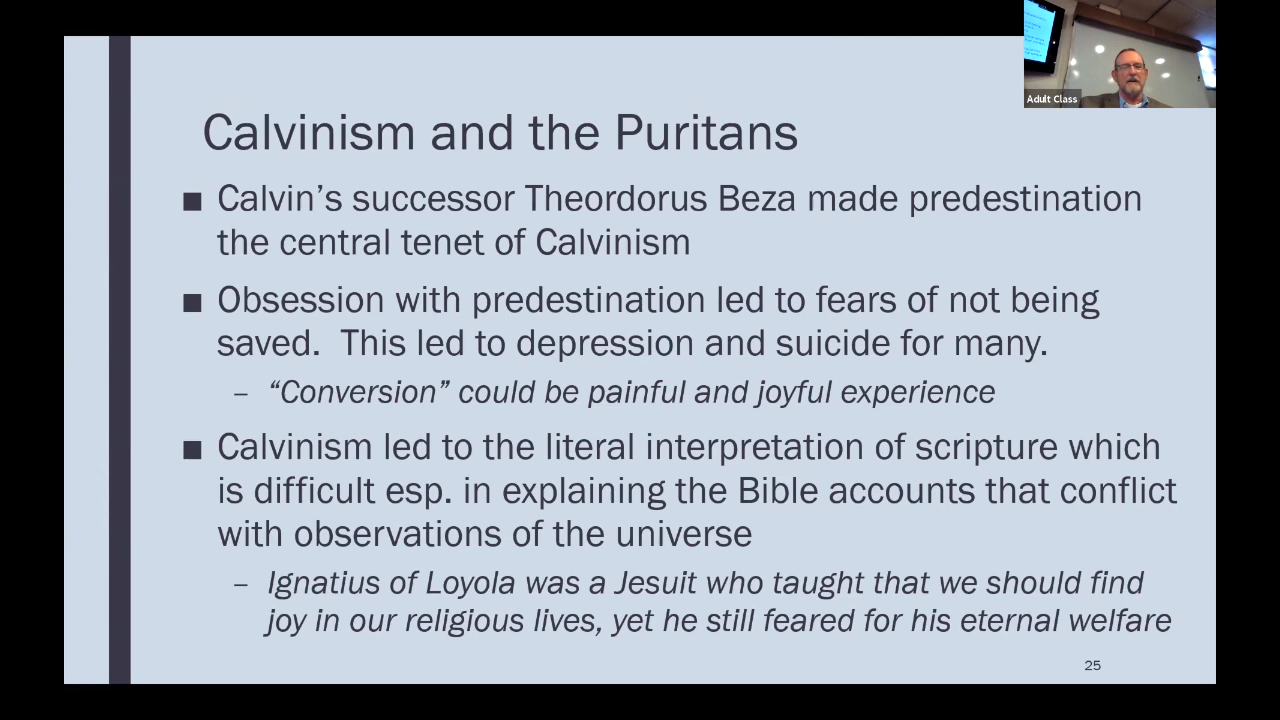 Adult Class
Calvinism and the Puritans
■ Calvin’s successor Theordorus Beza made predestination
the central tenet of Calvinism
■ Obsession with predestination led to fears of not being
saved.  This led to depression and suicide for many.
– “Conversion” could be painful and joyful experience
■ Calvinism led to the literal interpretation of scripture which
is difficult esp. in explaining the Bible accounts that conflict
with observations of the universe
– Ignatius of Loyola was a Jesuit who taught that we should find
joy in our religious lives, yet he still feared for his eternal welfare
25